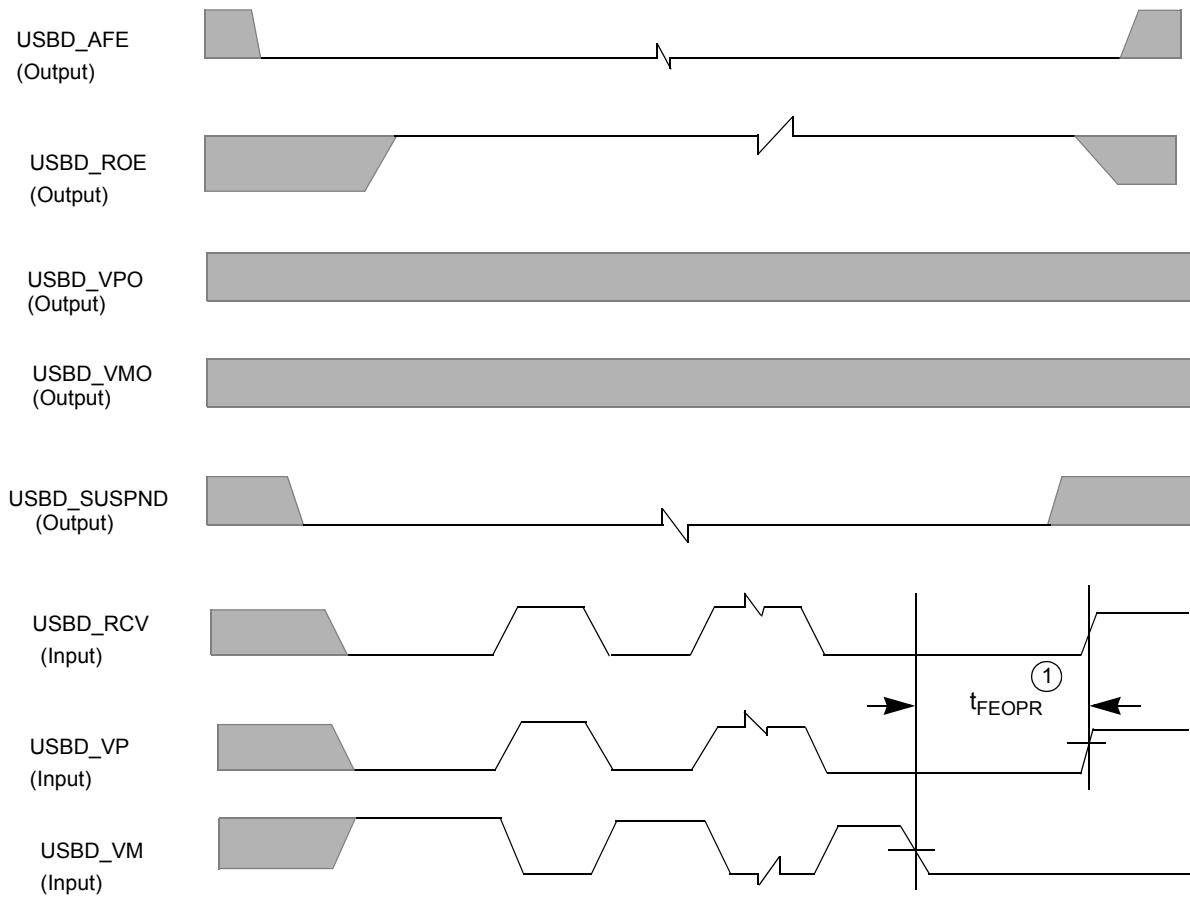 USBD_AFE
(Output)
USBD_ROE
(Output)
USBD_VPO
(Output)
USBD_VMO
(Output)
USBD_SUSPND
(Output)
USBD_RCV
(Input)
1
tFEOPR
USBD_VP
(Input)
USBD_VM
(Input)